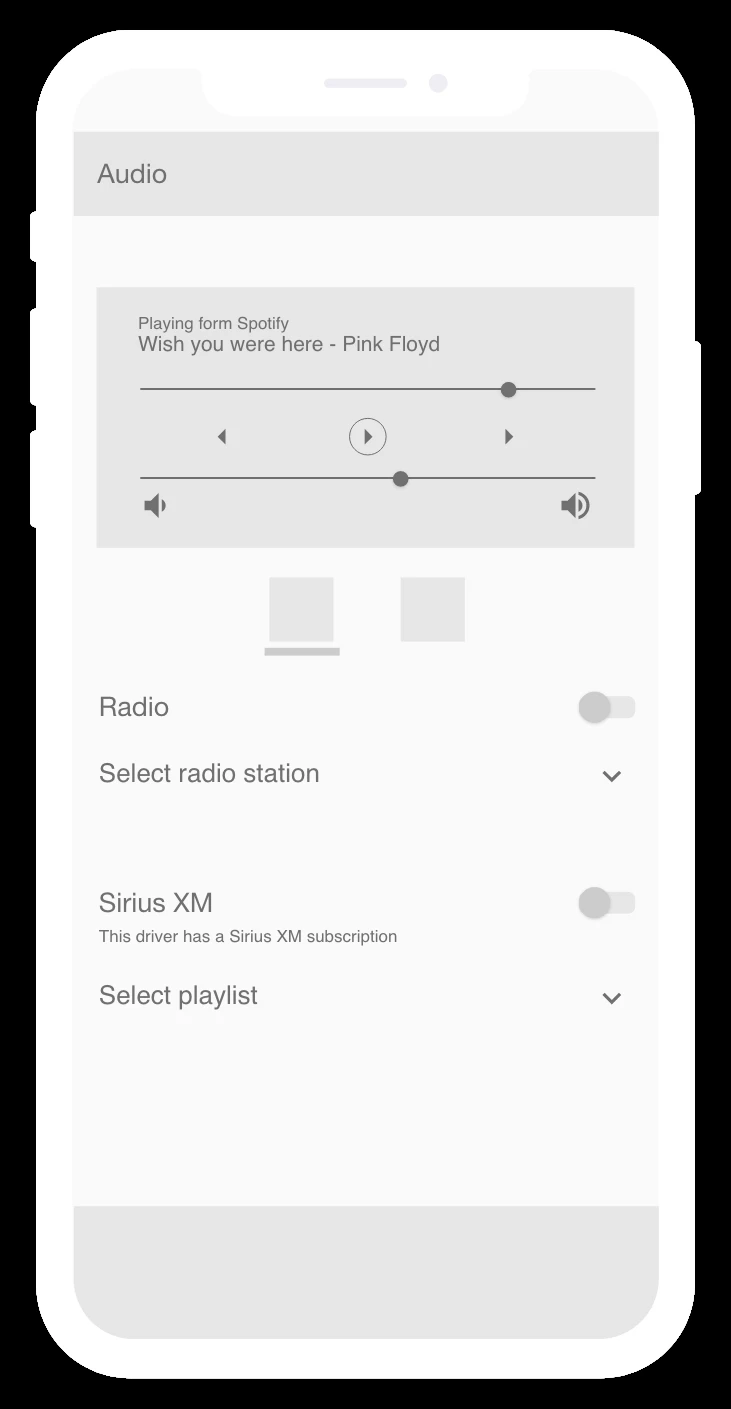 Audio
Playing form Spotify
Wish you were here - Pink Floyd
Radio
Select radio station
Sirius XM
This driver has a Sirius XM subscription
Select playlist